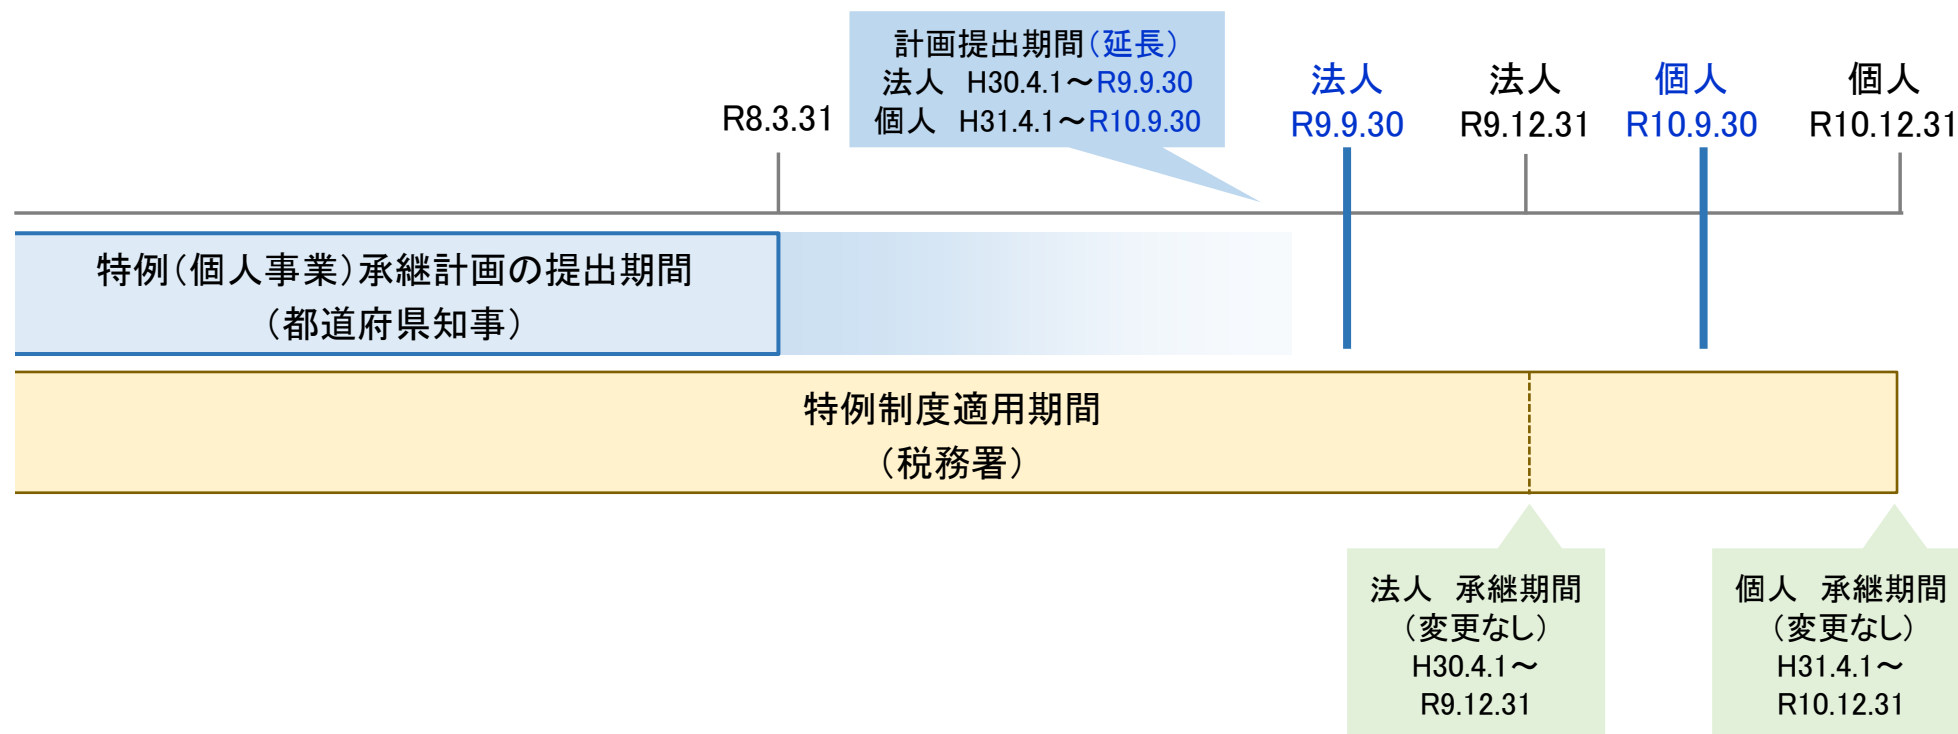 計画提出期間(延長)
法人　H30.4.1～R9.9.30
個人　H31.4.1～R10.9.30
R8.3.31
法人
R9.9.30
法人
R9.12.31
個人
R10.9.30
個人
R10.12.31
特例(個人事業)承継計画の提出期間
(都道府県知事)
特例制度適用期間
(税務署)
法人　承継期間
(変更なし)
H30.4.1～
R9.12.31
個人　承継期間
(変更なし)
H31.4.1～
R10.12.31